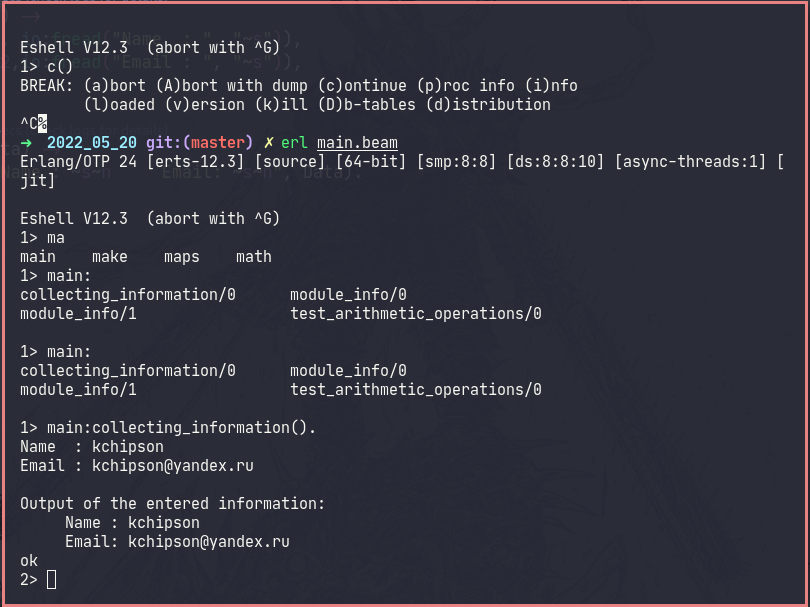 Eshell V12.3  (abort with ^G)
1> c()
BREAK: (a)bort (A)bort with dump (c)ontinue (p)roc info (i)nfo
       (l)oaded (v)ersion (k)ill (D)b-tables (d)istribution
^C%
➜  2022_05_20 git:(master) ✗ erl main.beam
Erlang/OTP 24 [erts-12.3] [source] [64-bit] [smp:8:8] [ds:8:8:10] [async-threads:1] [
jit]

Eshell V12.3  (abort with ^G)
1> ma
main    make    maps    math
1> main:
collecting_information/0      module_info/0
module_info/1                 test_arithmetic_operations/0

1> main:
collecting_information/0      module_info/0
module_info/1                 test_arithmetic_operations/0

1> main:collecting_information().
Name  : kchipson
Email : kchipson@yandex.ru

Output of the entered information:
     Name : kchipson
     Email: kchipson@yandex.ru
ok
2>